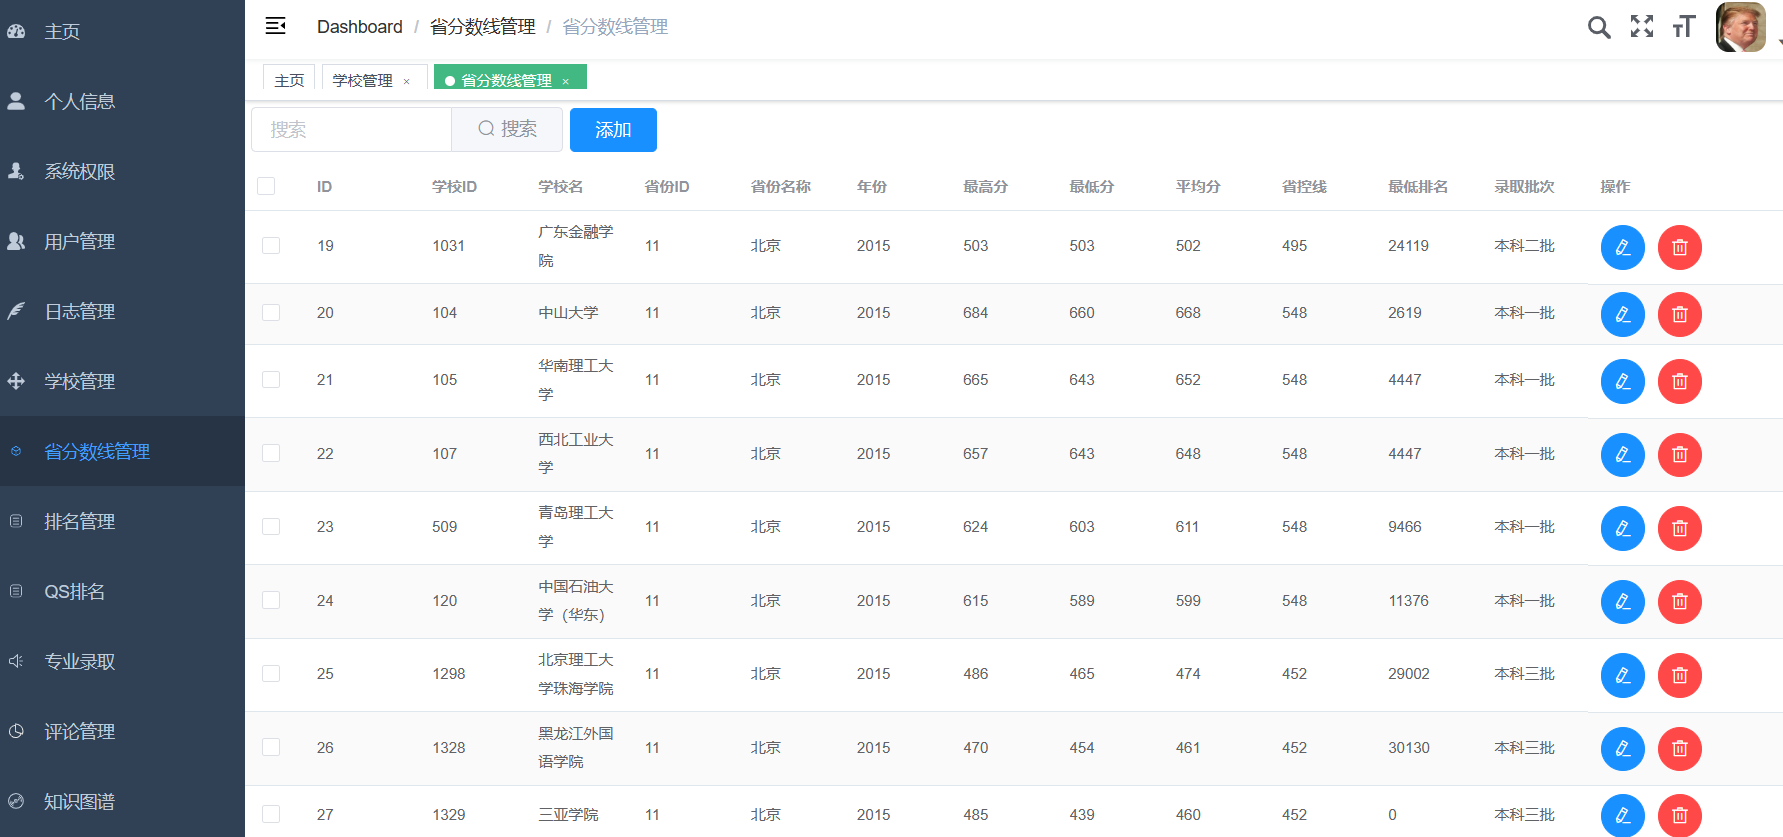 主页
个人信息
系统权限
用户管理
日志管理
学校管理
省分数线管理
排名管理
QS排名
专业录取
评论管理
知识图谱
Dashboard / 省分数线管理 / 省分数线管理
主页 学校管理 × 省分数线管理 ×
搜索 搜索 添加
ID 学校ID 学校名 省份ID 省份名称 年份 最高分 最低分 平均分 省控线 最低排名 录取批次 操作
19 1031 广东金融学 11 北京 2015 503 503 502 495 24119 本科二批
院
20 104 中山大学 11 北京 2015 684 660 668 548 2619 本科一批
21 105 华南理工大 11 北京 2015 665 643 652 548 4447 本科一批
学
22 107 西北工业大 11 北京 2015 657 643 648 548 4447 本科一批
学
23 509 青岛理工大 11 北京 2015 624 603 611 548 9466 本科一批
学
24 120 中国石油大 11 北京 2015 615 589 599 548 11376 本科一批
学（华东）
25 1298 北京理工大 11 北京 2015 486 465 474 452 29002 本科三批
学珠海学院
26 1328 黑龙江外国 11 北京 2015 470 454 461 452 30130 本科三批
语学院
27 1329 三亚学院 11 北京 2015 485 439 460 452 0 本科三批